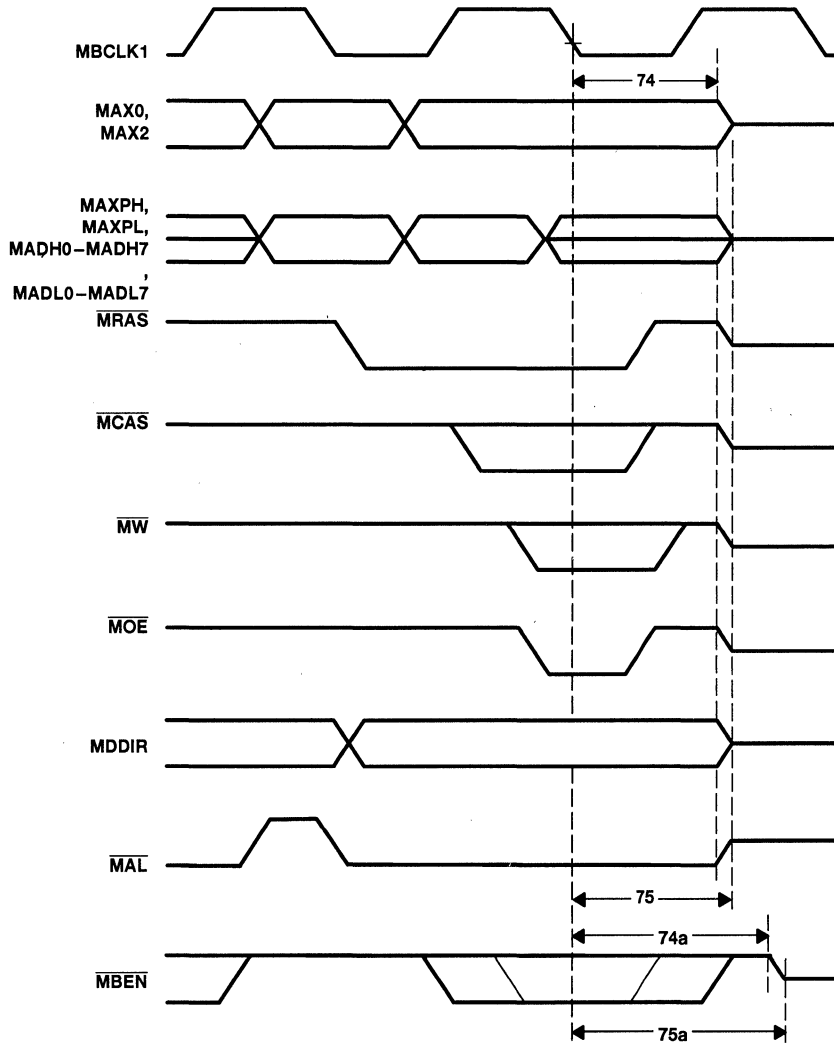 MBCLK1
74
MAX0,
MAX2
MAXPH,
MAXPL,
MADH0–MADH7
,
MADL0–MADL7
MRAS
MCAS
MW
MOE
MDDIR
MAL
75
74a
MBEN
75a